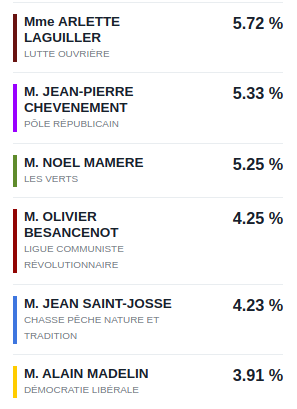 Mme ARLETTE 5.72 %
LAGUILLER
LUTTE OUVRIÈRE
M. JEAN-PIERRE 5.33 %
CHEVENEMENT
PÔLE RÉPUBLICAIN
M. NOEL MAMERE 5.25 %
LES VERTS
M. OLIVIER 4.25 %
BESANCENOT
LIGUE COMMUNISTE
RÉVOLUTIONNAIRE
M. JEAN SAINT-JOSSE 4.23 %
CHASSE PÊCHE NATURE ET
TRADITION
M. ALAIN MADELIN 3.91 %
DÉMOCRATIE LIBÉRALE